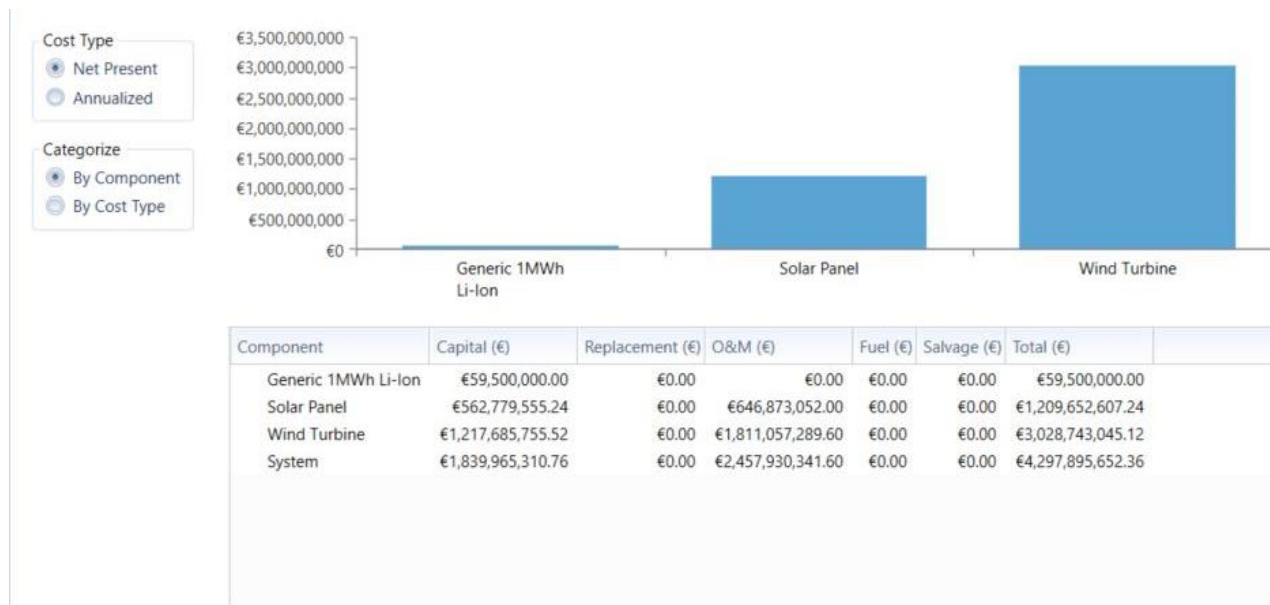 Cost Type
Net Present
Annualized
Categorize
By Component
By Cost Type
€3,500,000,000
€3,000,000,000
€2,500,000,000
€2,000,000,000
€1,500,000,000
€1,000,000,000
€500,000,000
€0
Generic 1MWh
Li-Ion
Solar Panel
Wind Turbine
Component Capital (€) Replacement (€) O&M (€) Fuel (€) Salvage (€) Total (€)
Generic 1MWh Li-Ion €59,500,000.00 €0.00 €0.00 €0.00 €0.00 €59,500,000.00
Solar Panel €562,779,555.24 €0.00 €646,873,052.00 €0.00 €0.00 €1,209,652,607.24
Wind Turbine €1,217,685,755.52 €0.00 €1,811,057,289.60 €0.00 €0.00 €3,028,743,045.12
System €1,839,965,310.76 €0.00 €2,457,930,341.60 €0.00 €0.00 €4,297,895,652.36